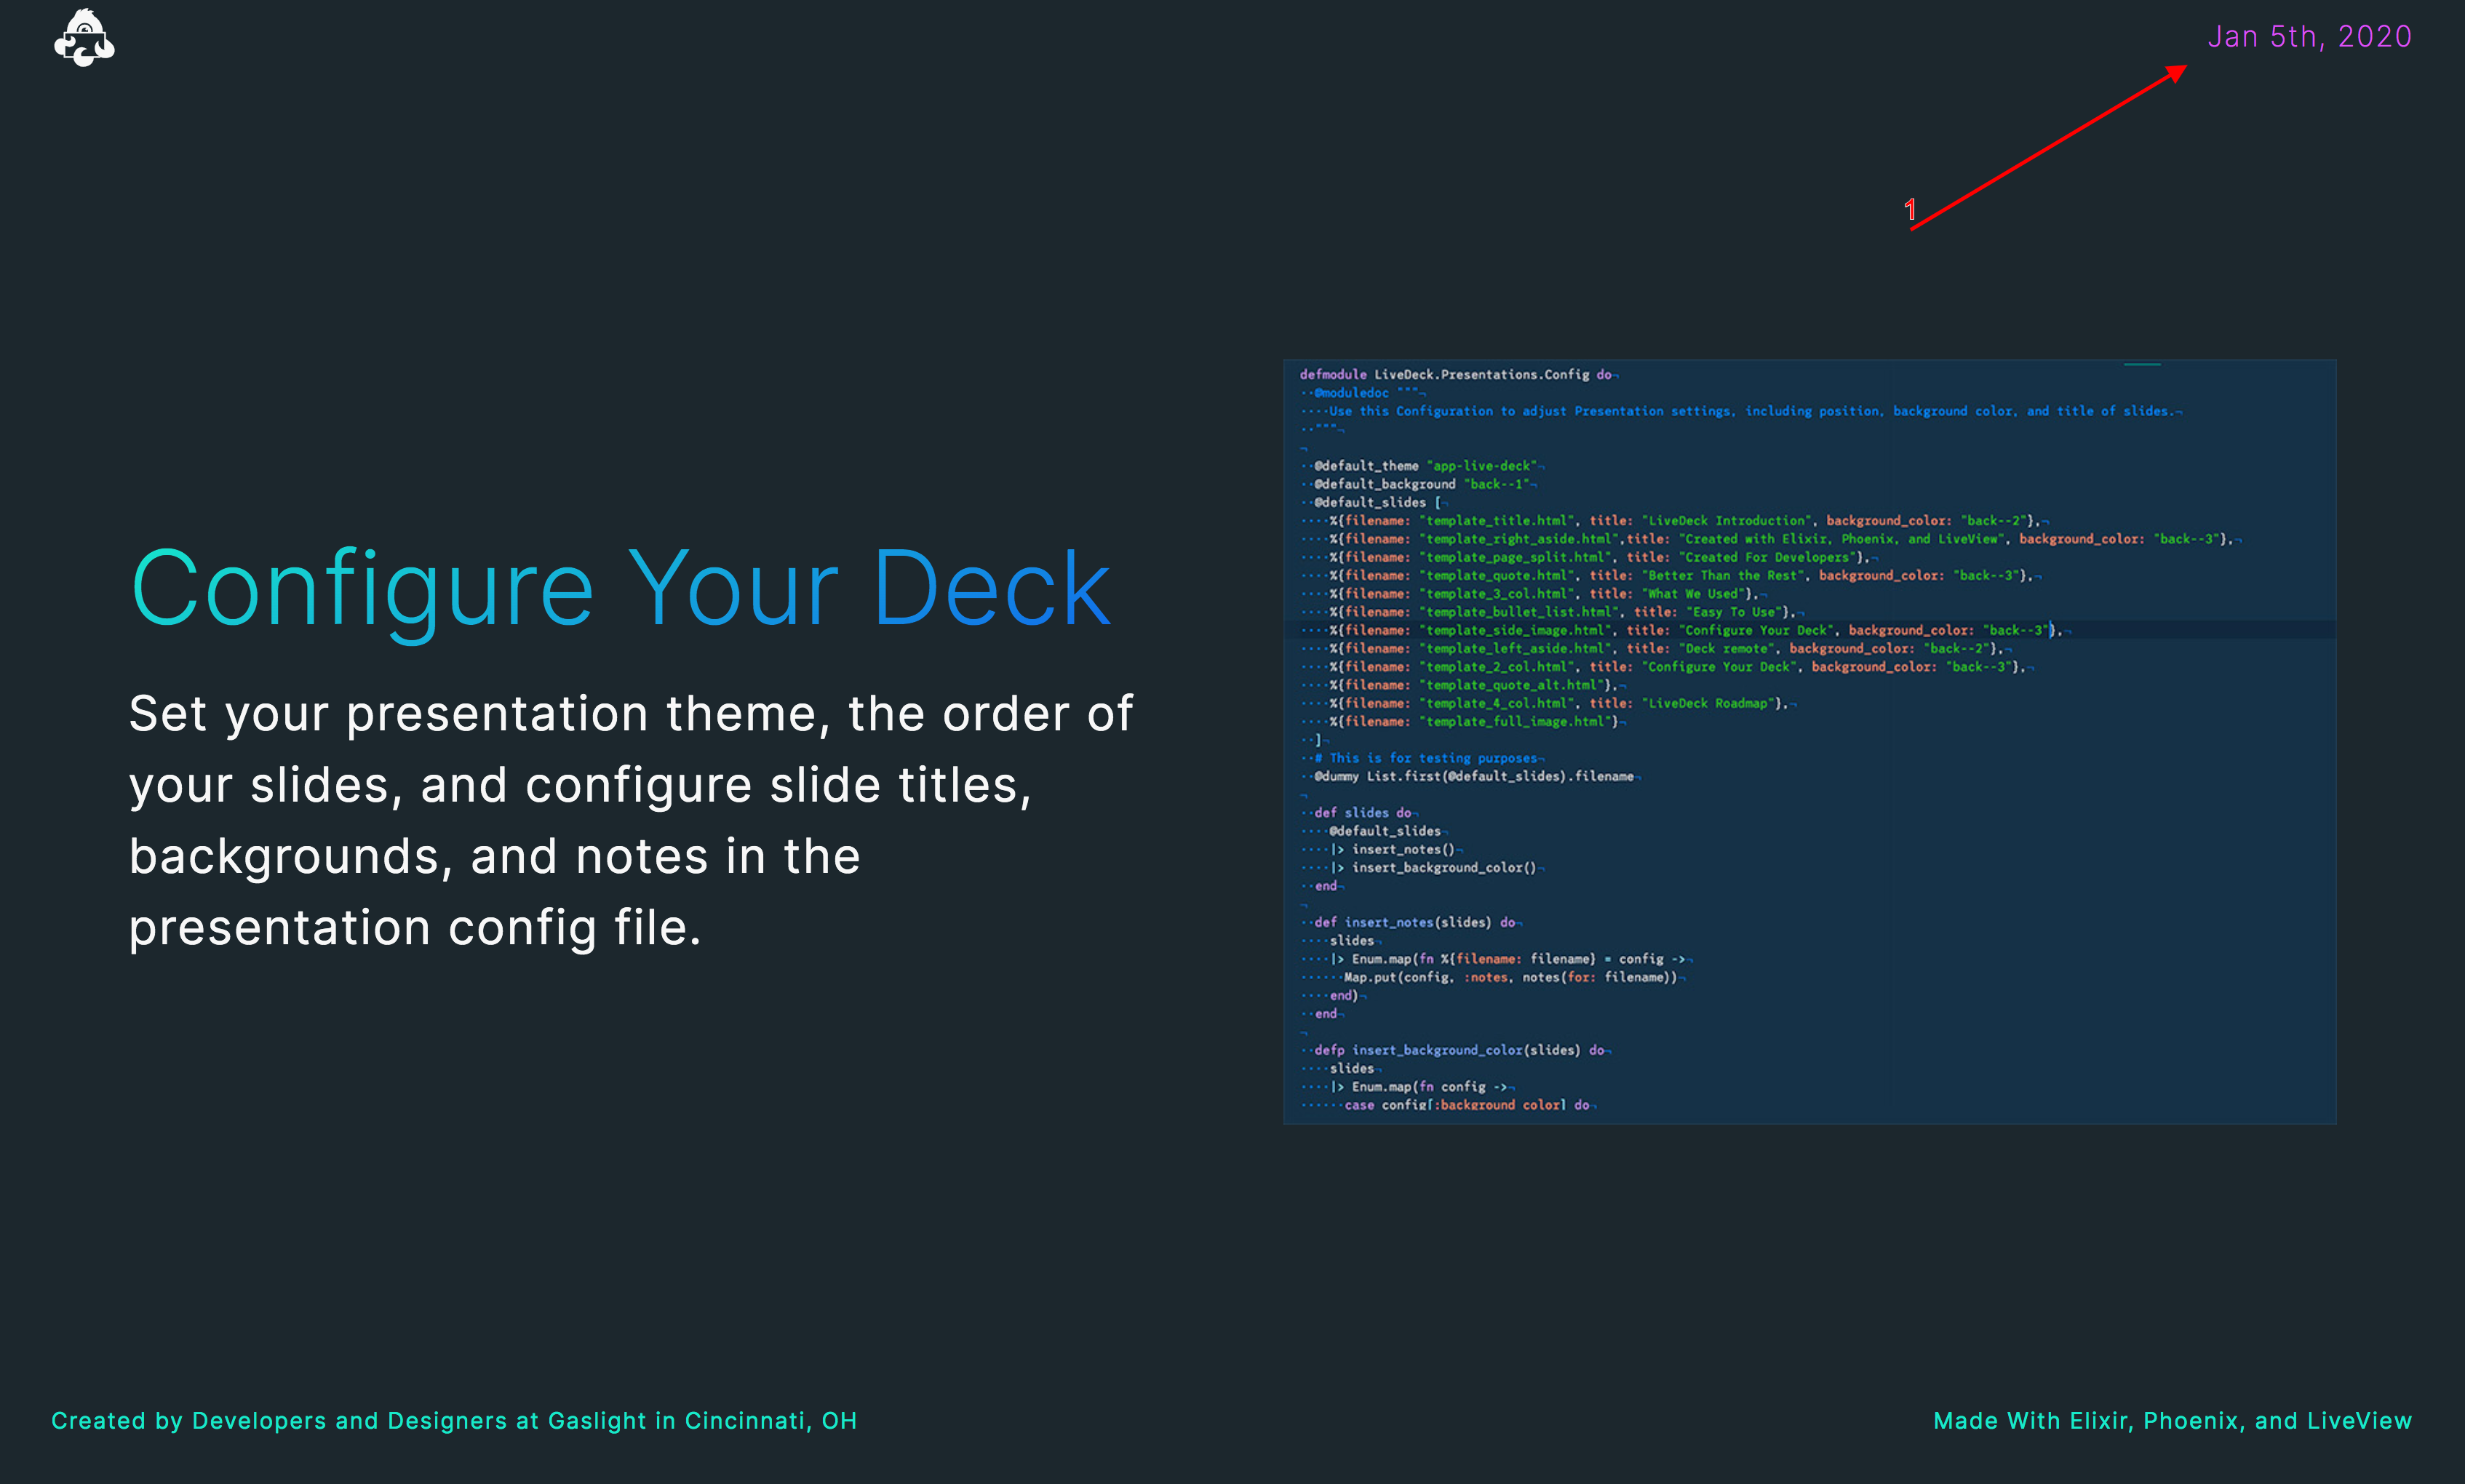 Jan 5th, 2020
1
Configure Your Deck
Set your presentation theme, the order of
your slides, and configure slide titles,
backgrounds, and notes in the
presentation config file.
defmodule LiveDeck.Presentations.Config do¬
··@moduledoc """¬
····Use this Configuration to adjust Presentation settings, including position, background color, and title of slides.¬
··"""¬
¬
··@default_theme "app-live-deck"¬
··@default_background "back--1"¬
··@default_slides [¬
····%{filename: "template_title.html", title: "LiveDeck Introduction", background_color: "back--2"},¬
····%{filename: "template_right_aside.html",title: "Created with Elixir, Phoenix, and LiveView", background_color: "back--3"},¬
····%{filename: "template_page_split.html", title: "Created For Developers"},¬
····%{filename: "template_quote.html", title: "Better Than the Rest", background_color: "back--3"},¬
····%{filename: "template_3_col.html", title: "What We Used"},¬
····%{filename: "template_bullet_list.html", title: "Easy To Use"},¬
····%{filename: "template_side_image.html", title: "Configure Your Deck", background_color: "back--3"},¬
····%{filename: "template_left_aside.html", title: "Deck remote", background_color: "back--2"},¬
····%{filename: "template_2_col.html", title: "Configure Your Deck", background_color: "back--3"},¬
····%{filename: "template_quote_alt.html"},¬
····%{filename: "template_4_col.html", title: "LiveDeck Roadmap"},¬
····%{filename: "template_full_image.html"}¬
··]¬
··# This is for testing purposes¬
··@dummy List.first(@default_slides).filename¬
¬
··def slides do¬
····@default_slides¬
····|> insert_notes()¬
····|> insert_background_color()¬
··end¬
¬
··def insert_notes(slides) do¬
····slides¬
····|> Enum.map(fn %{filename: filename} = config ->¬
······Map.put(config, :notes, notes(for: filename))¬
····end)¬
··end¬
¬
··defp insert_background_color(slides) do¬
····slides¬
····|> Enum.map(fn config ->¬
······case config[:background_color] do¬
Created by Developers and Designers at Gaslight in Cincinnati, OH
Made With Elixir, Phoenix, and LiveView